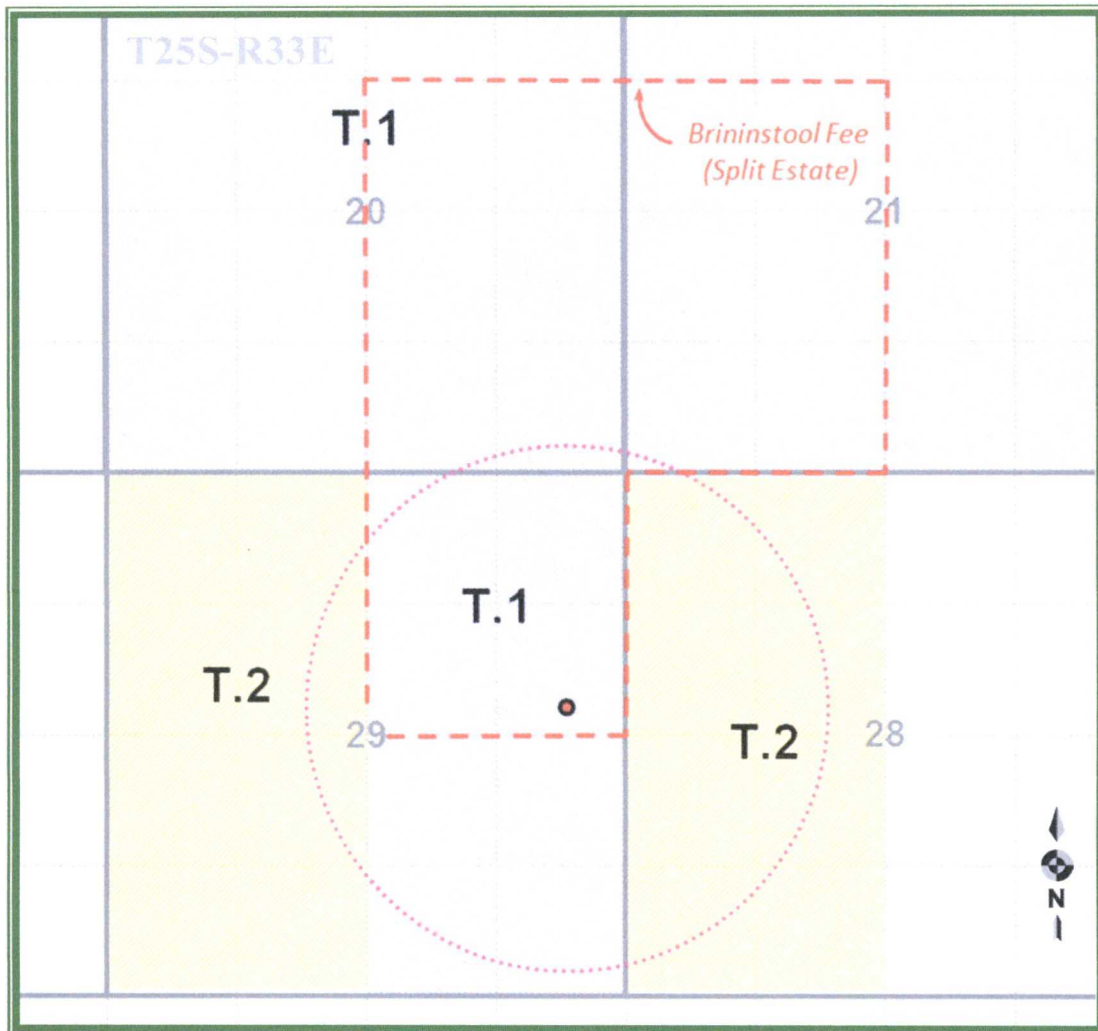 T25S-R33E
T.1
Brininstool Fee
(Split Estate)
20
21
T.1
T.2
29
T.2
28
N